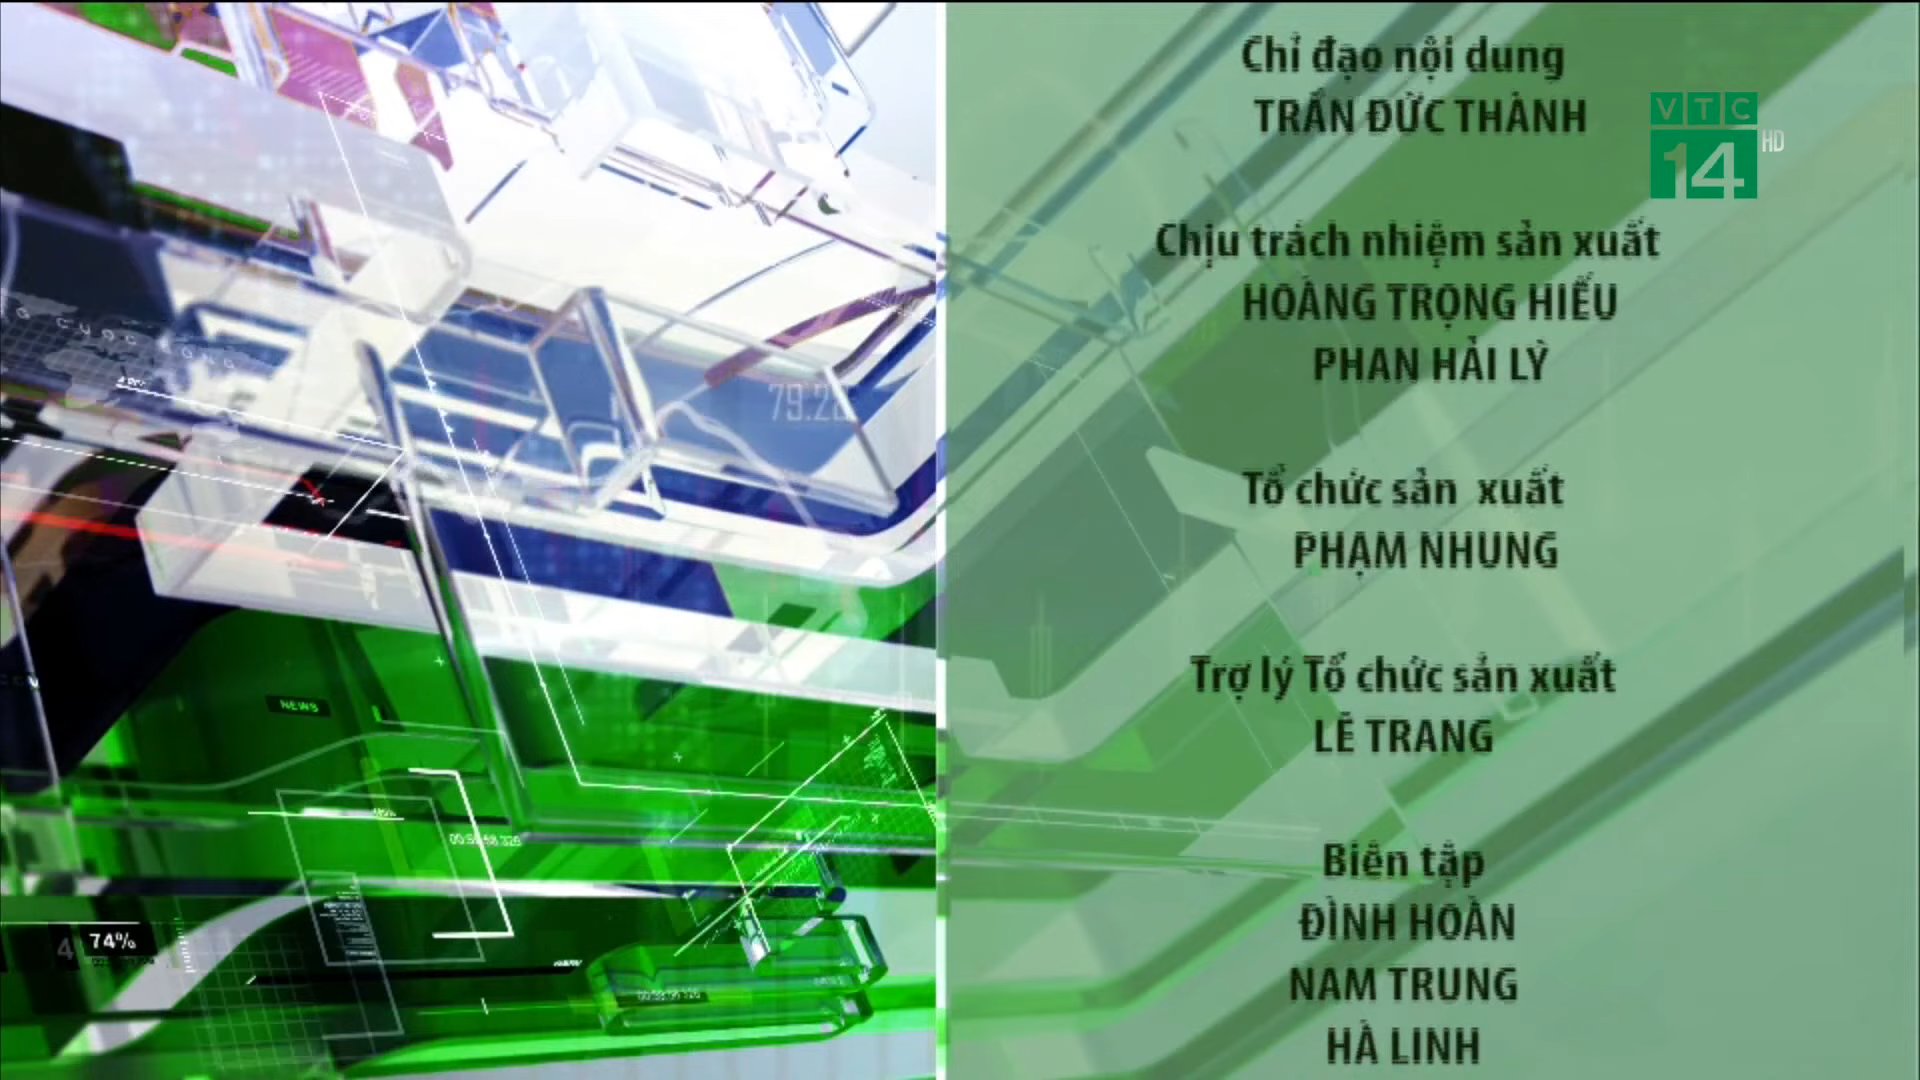 Chỉ đạo nội dung
TRẦN ĐỨC THÀNH
VTC
14 HD
Chịu trách nhiệm sản xuất
HOÀNG TRỌNG HIẾU
PHAN HẢI LÝ
Tổ chức sản xuất
PHẠM NHUNG
Trợ lý Tổ chức sản xuất
LÊ TRANG
Biên tập
ĐÌNH HOÀN
NAM TRUNG
HÀ LINH
NEWS
74%